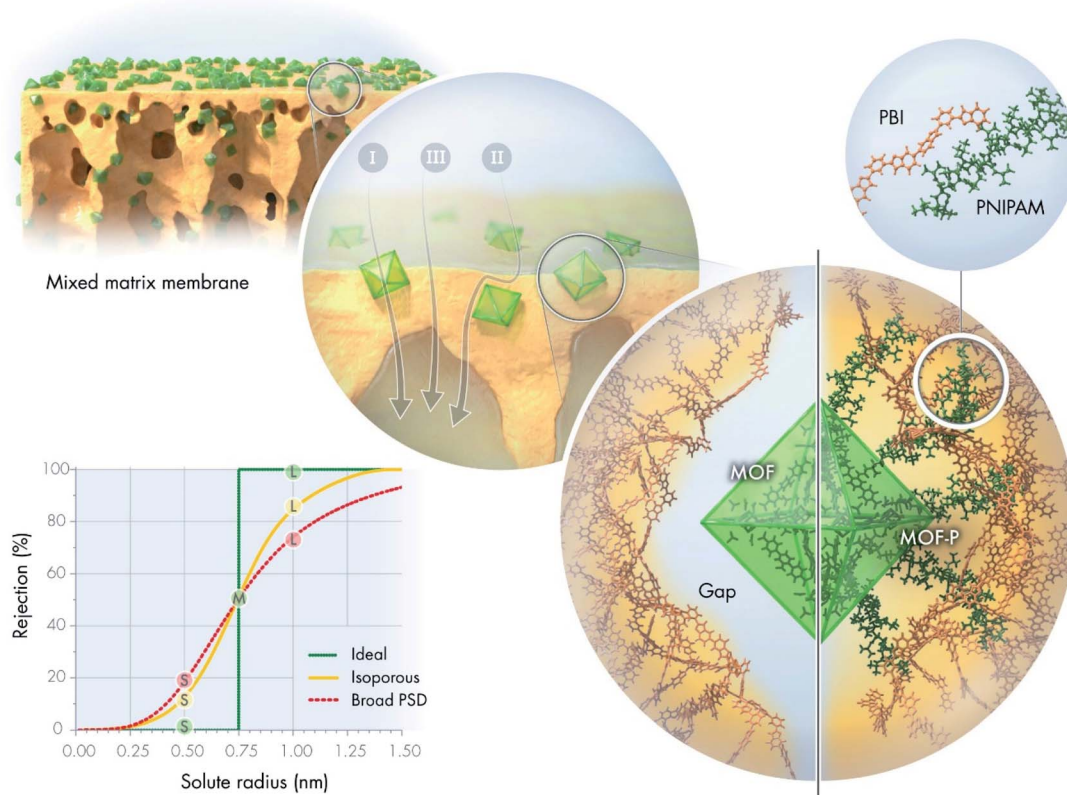 Mixed matrix membrane
I
III
II
PBI
PNIPAM
MOF
MOF-P
Gap
Rejection (%)
100
80
60
40
20
0
L
L
L
M
S
S
S
Ideal
Isoporous
Broad PSD
0.00 0.25 0.50 0.75 1.00 1.25 1.50
Solute radius (nm)